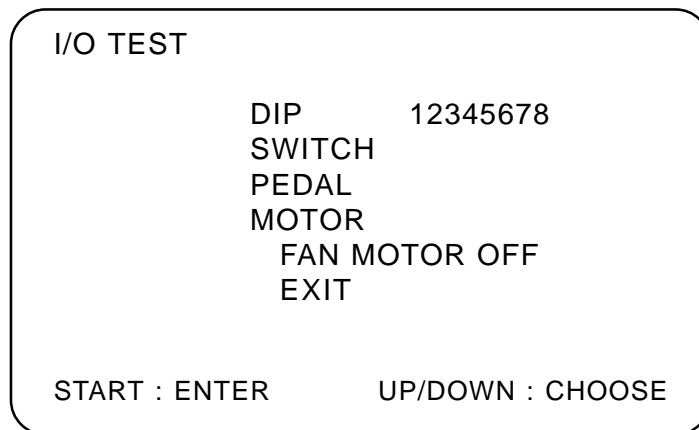 I/O TEST
DIP 12345678
SWITCH
PEDAL
MOTOR
FAN MOTOR OFF
EXIT
START : ENTER UP/DOWN : CHOOSE